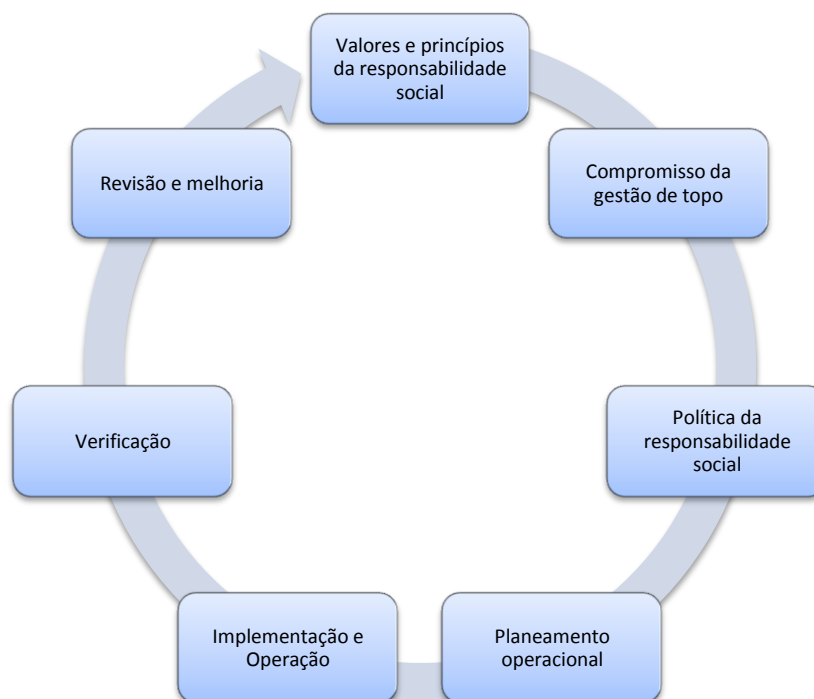 Valores e princípios
da responsabilidade
social
Compromisso da
gestão de topo
Política da
responsabilidade
social
Planeamento
operacional
Implementação e
Operação
Verificação
Revisão e melhoria